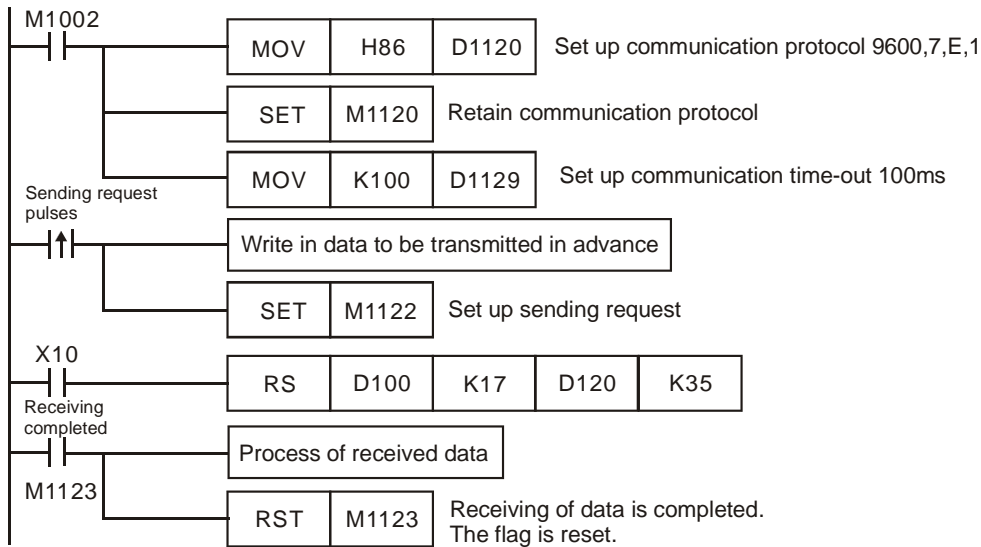 M1002
MOV H86 D1120 Set up communication protocol 9600,7,E,1
SET M1120 Retain communication protocol
MOV K100 D1129 Set up communication time-out 100ms
Sending request
pulses
Write in data to be transmitted in advance
SET M1122 Set up sending request
X10
RS D100 K17 D120 K35
Receiving
completed
Process of received data
M1123
RST M1123 Receiving of data is completed.
The flag is reset.